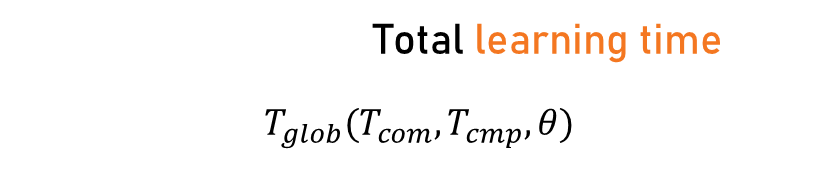 Total learning time
T_glob(T_com, T_cmp, θ)